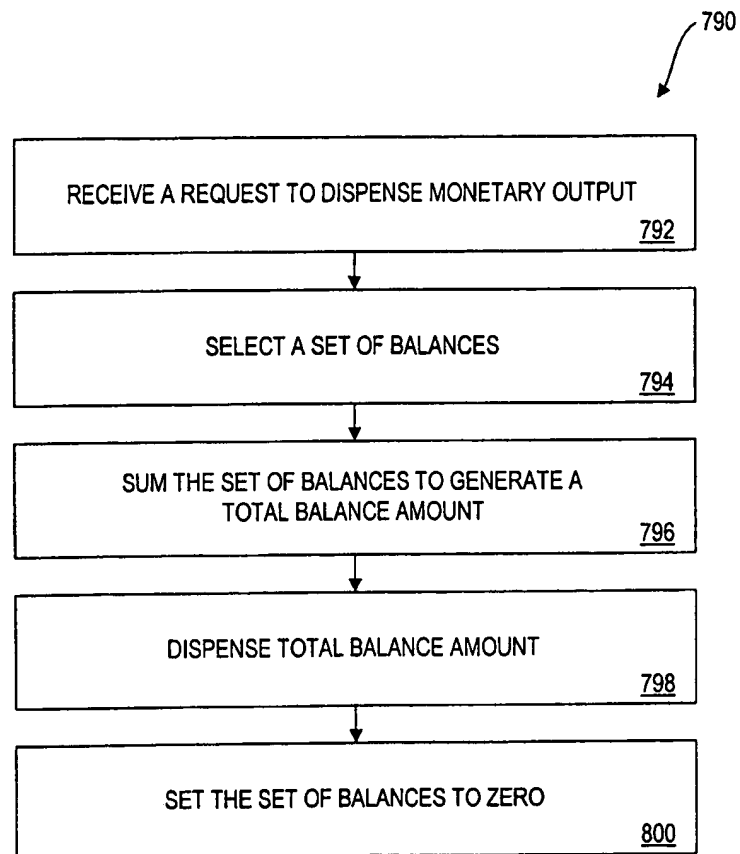 790
RECEIVE A REQUEST TO DISPENSE MONETARY OUTPUT
792
SELECT A SET OF BALANCES
794
SUM THE SET OF BALANCES TO GENERATE A
TOTAL BALANCE AMOUNT
796
DISPENSE TOTAL BALANCE AMOUNT
798
SET THE SET OF BALANCES TO ZERO
800